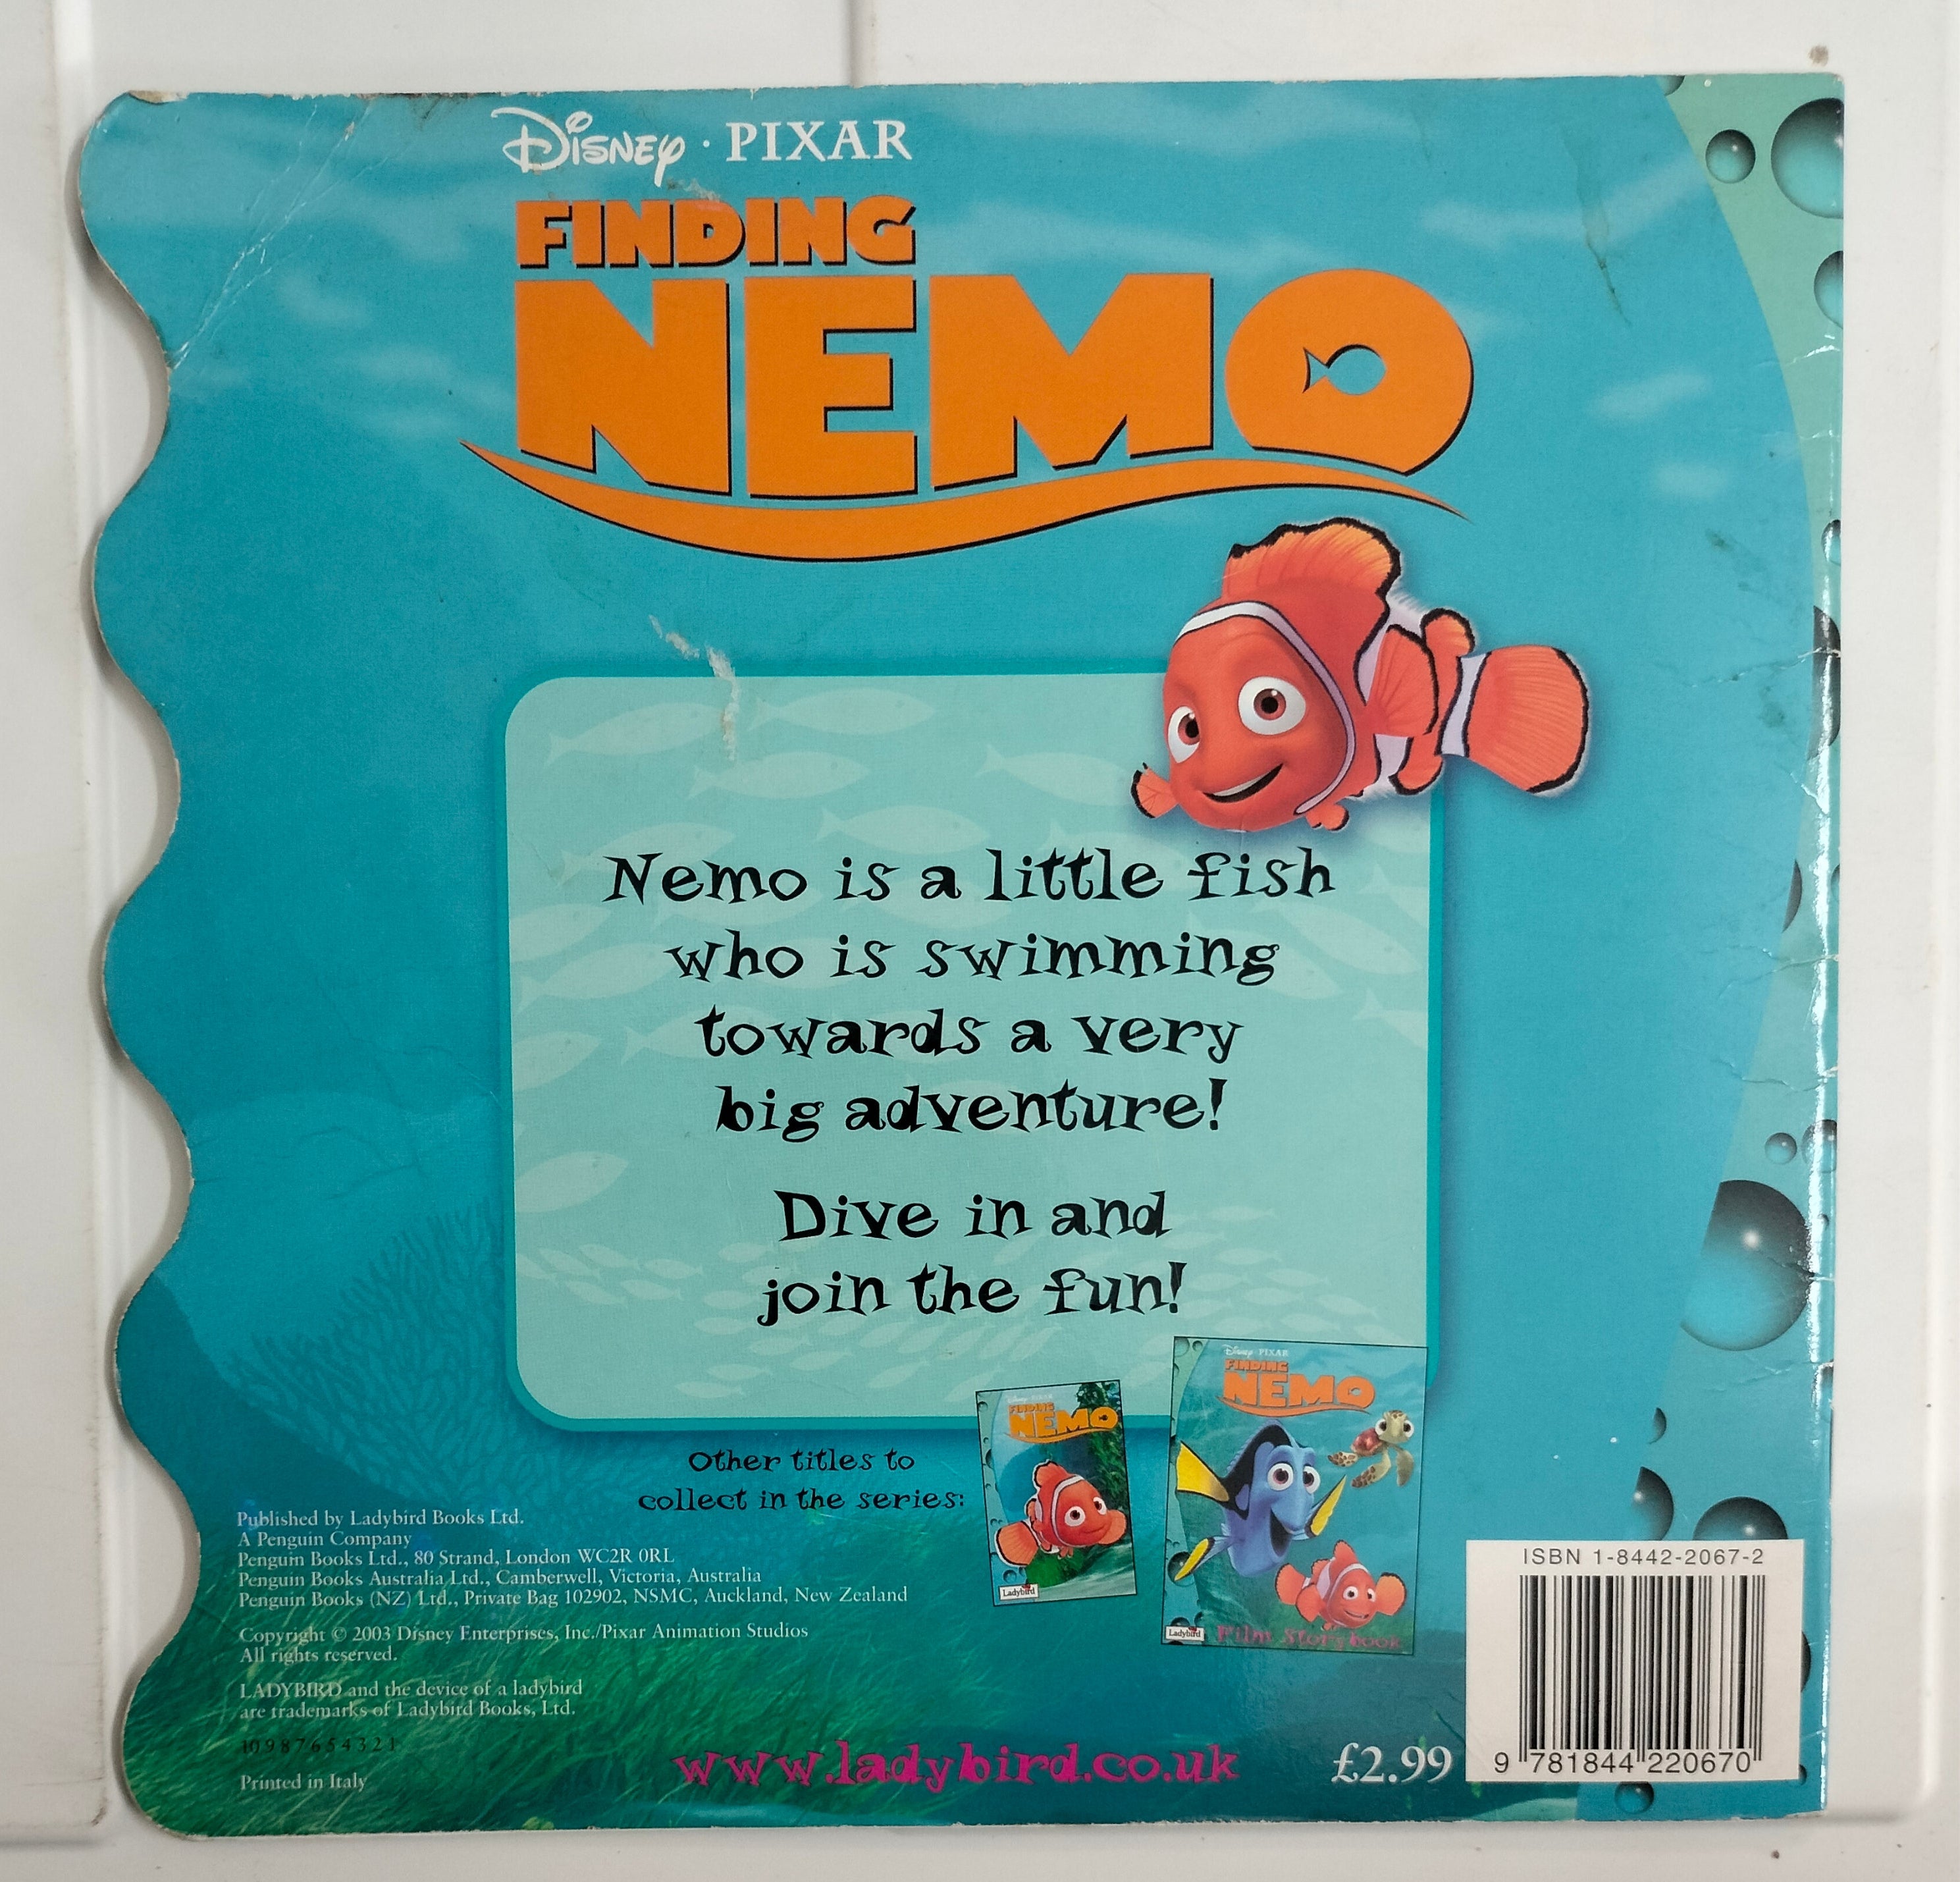 Disney · PIXAR
FINDING
NEMO
Nemo is a little fish
who is swimming
towards a very
big adventure!
Dive in and
join the fun!
Other titles to
collect in the series:
Disney · PIXAR
FINDING
NEMO
Ladybird
Disney · PIXAR
FINDING
NEMO
Ladybird
Film Storybook
Published by Ladybird Books Ltd.
A Penguin Company
Penguin Books Ltd., 80 Strand, London WC2R 0RL
Penguin Books Australia Ltd., Camberwell, Victoria, Australia
Penguin Books (NZ) Ltd., Private Bag 102902, NSMC, Auckland, New Zealand
Copyright © 2003 Disney Enterprises, Inc./Pixar Animation Studios
All rights reserved.
LADYBIRD and the device of a ladybird
are trademarks of Ladybird Books, Ltd.
10 9 8 7 6 5 4 3 2 1
Printed in Italy
www.ladybird.co.uk
£2.99
ISBN 1-8442-2067-2
9 781844 220670